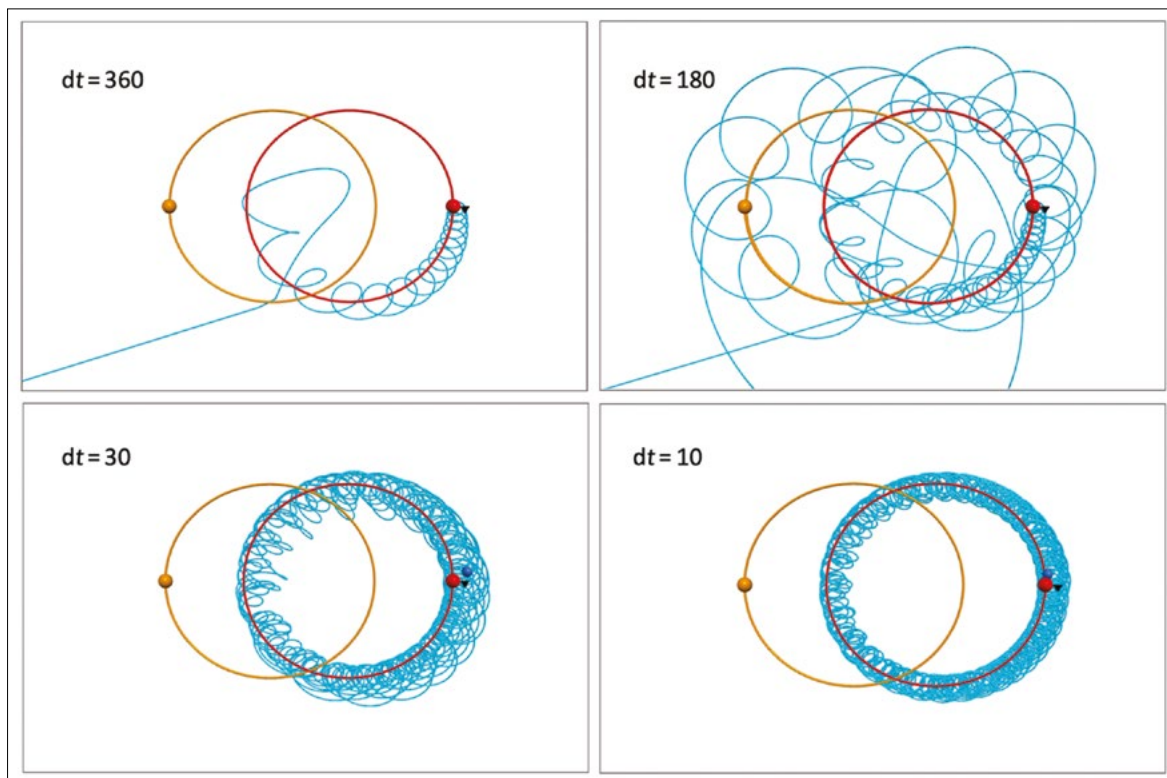 dt = 360
dt = 180
dt = 30
dt = 10